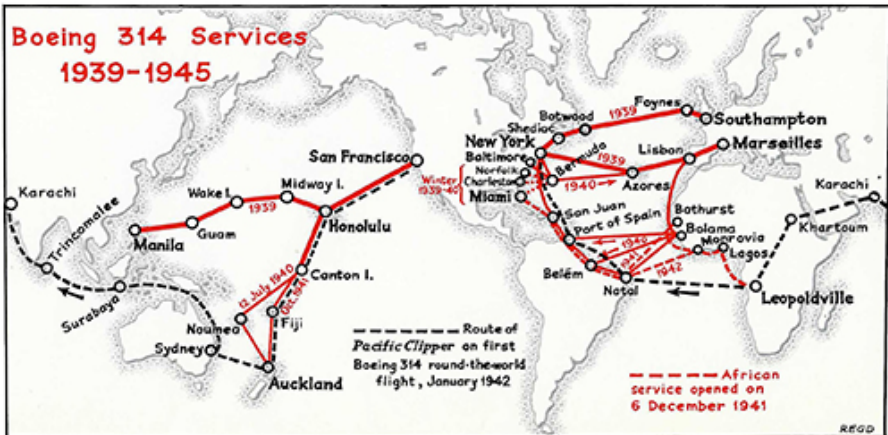 Boeing 314 Services
1939-1945
San Francisco
Midway I.
Wake I.
1939
Honolulu
Guam
Manila
Karachi
Trincomalee
Surabaya
Canton I.
12 July 1940
Oct. 1941
Noumea
Fiji
Sydney
Auckland
Route of
Pacific Clipper on first
Boeing 314 round-the-world
flight, January 1942
Foynes
1939
Botwood
Southampton
Shediac
New York
Marseilles
Baltimore
Lisbon
Norfolk
Bermuda
1939
Winter
1939-40
Charleston
1940
Azores
Miami
San Juan
Port of Spain
Bathurst
Bolama
Karachi
Khartoum
1940
1941
Monrovia
Lagos
Belém
1942
Natal
Leopoldville
African
service opened on
6 December 1941
REGD